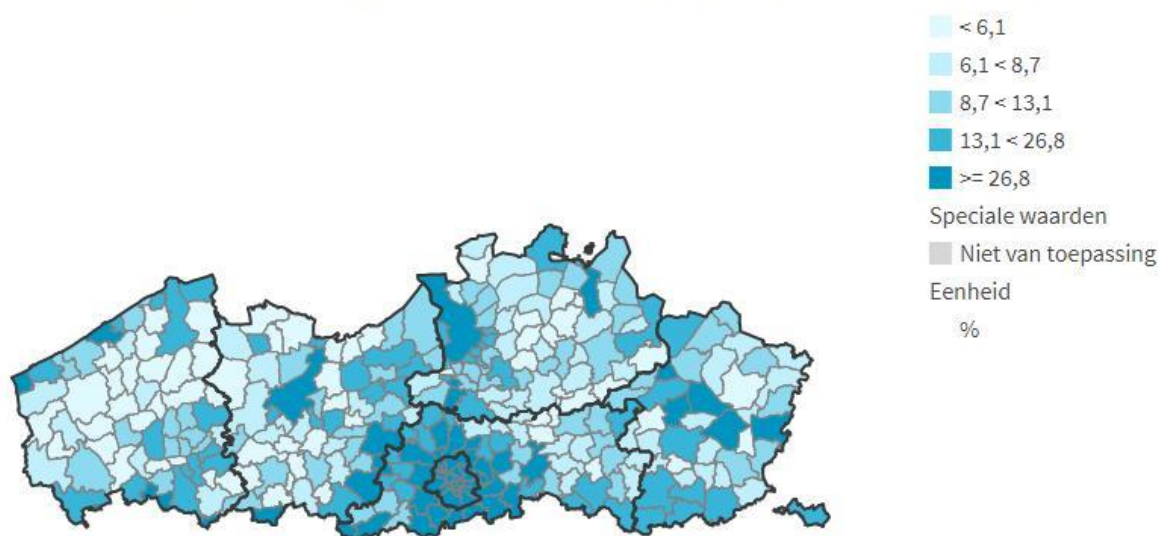 < 6,1
6,1 < 8,7
8,7 < 13,1
13,1 < 26,8
>= 26,8
Speciale waarden
Niet van toepassing
Eenheid
%